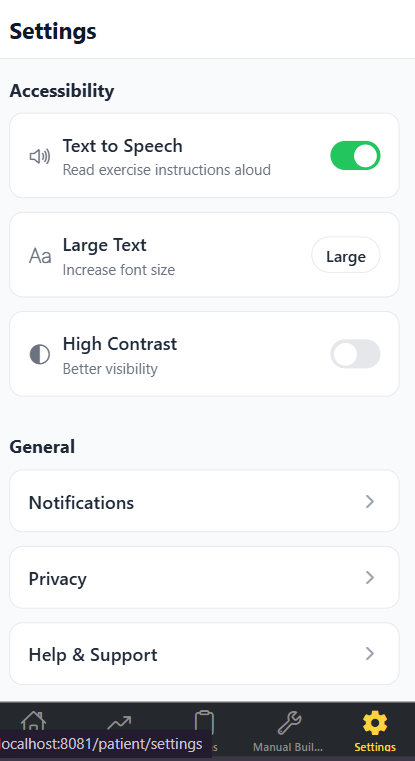 Settings
Accessibility
Text to Speech
Read exercise instructions aloud
Aa
Large Text
Increase font size
Large
High Contrast
Better visibility
General
Notifications
Privacy
Help & Support
localhost:8081/patient/settings
Manual Buil...
Settings